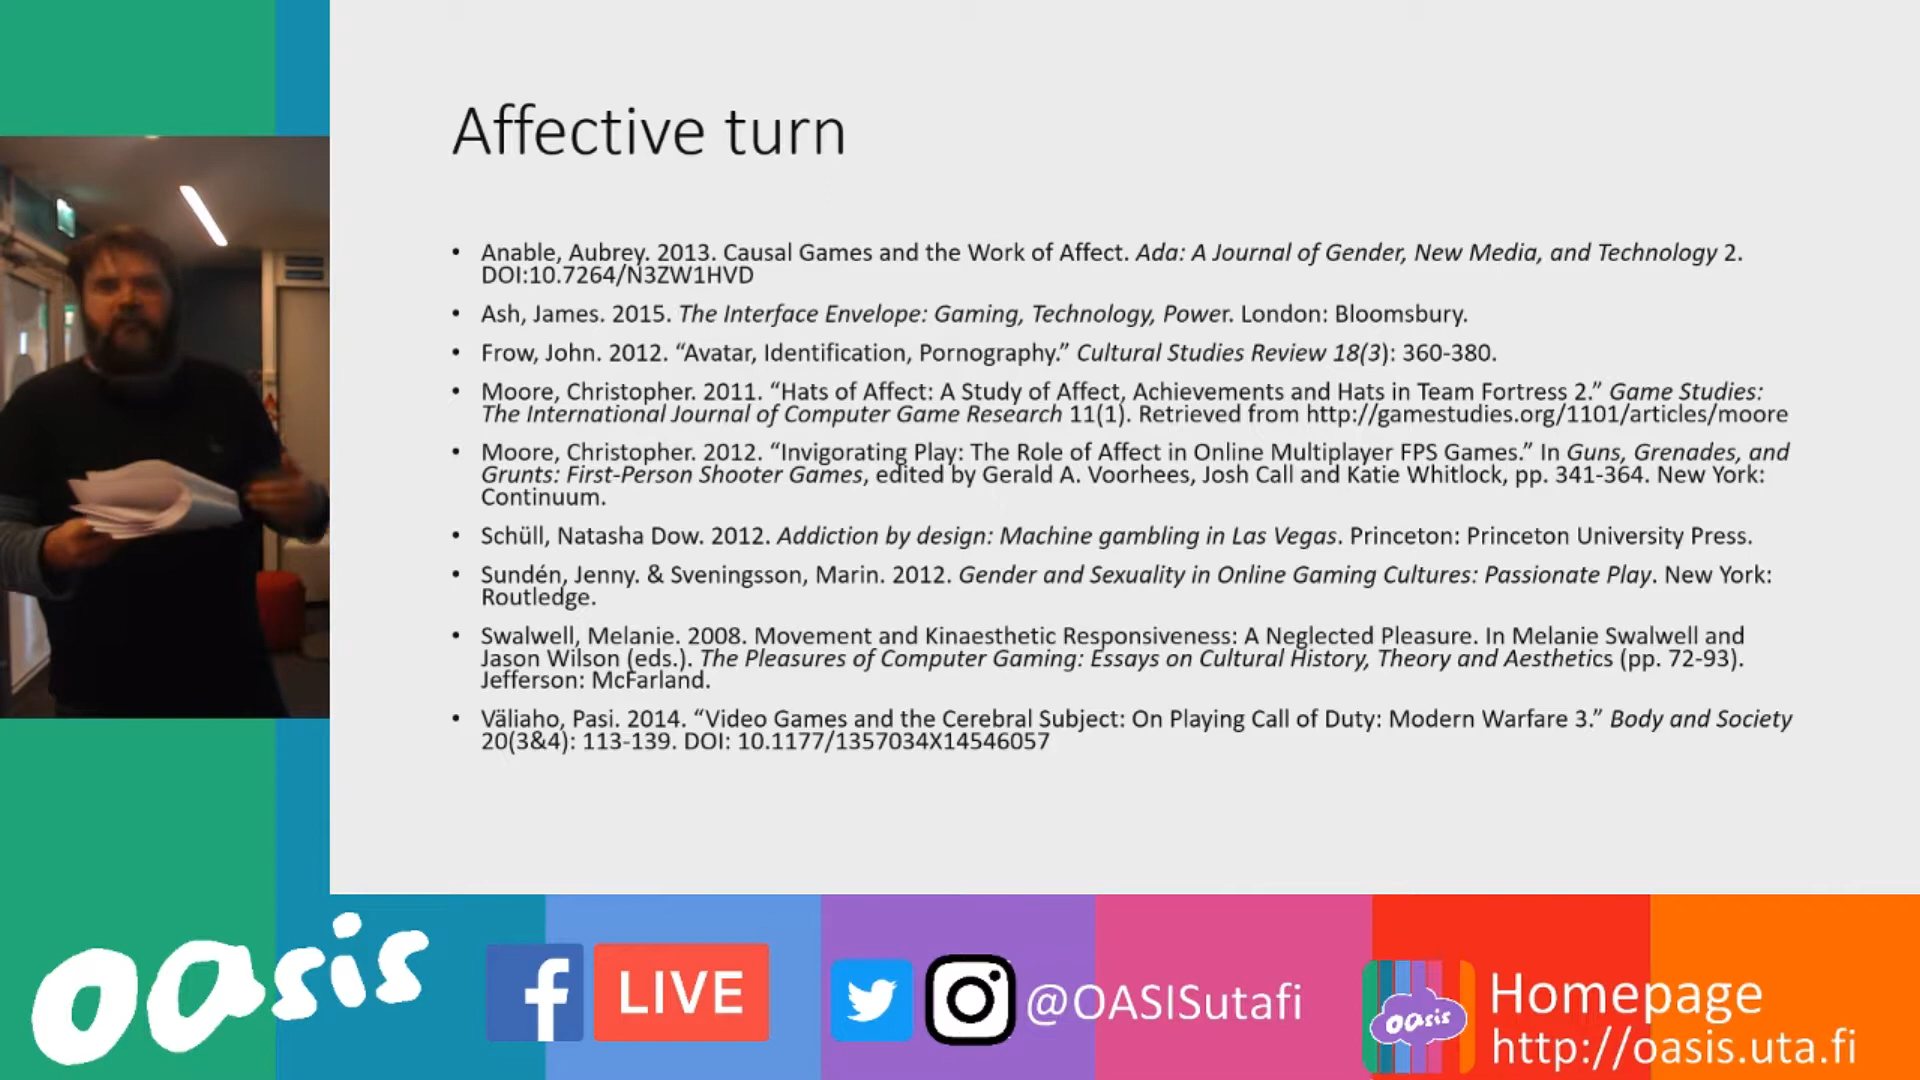 Affective turn
• Anable, Aubrey. 2013. Causal Games and the Work of Affect. Ada: A Journal of Gender, New Media, and Technology 2.
DOI:10.7264/N3ZW1HVD
• Ash, James. 2015. The Interface Envelope: Gaming, Technology, Power. London: Bloomsbury.
• Frow, John. 2012. “Avatar, Identification, Pornography.” Cultural Studies Review 18(3): 360-380.
• Moore, Christopher. 2011. “Hats of Affect: A Study of Affect, Achievements and Hats in Team Fortress 2.” Game Studies:
The International Journal of Computer Game Research 11(1). Retrieved from http://gamestudies.org/1101/articles/moore
• Moore, Christopher. 2012. “Invigorating Play: The Role of Affect in Online Multiplayer FPS Games.” In Guns, Grenades, and
Grunts: First-Person Shooter Games, edited by Gerald A. Voorhees, Josh Call and Katie Whitlock, pp. 341-364. New York:
Continuum.
• Schüll, Natasha Dow. 2012. Addiction by design: Machine gambling in Las Vegas. Princeton: Princeton University Press.
• Sundén, Jenny. & Sveningsson, Marin. 2012. Gender and Sexuality in Online Gaming Cultures: Passionate Play. New York:
Routledge.
• Swalwell, Melanie. 2008. Movement and Kinaesthetic Responsiveness: A Neglected Pleasure. In Melanie Swalwell and
Jason Wilson (eds.). The Pleasures of Computer Gaming: Essays on Cultural History, Theory and Aesthetics (pp. 72-93).
Jefferson: McFarland.
• Väliaho, Pasi. 2014. “Video Games and the Cerebral Subject: On Playing Call of Duty: Modern Warfare 3.” Body and Society
20(3&4): 113-139. DOI: 10.1177/1357034X14546057
oasis
f LIVE
@OASISutafi
oasis
Homepage
http://oasis.uta.fi